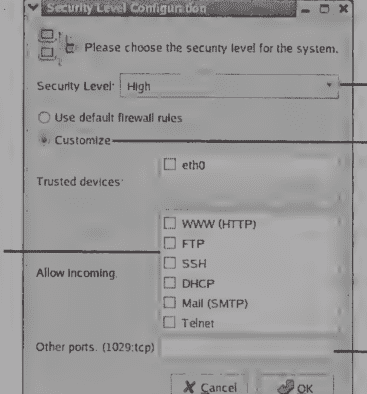 Security Level Configuration
Please choose the security level for the system.
Security Level: High
Use default firewall rules
Customize
Trusted devices:
eth0
Allow incoming:
WWW (HTTP)
FTP
SSH
DHCP
Mail (SMTP)
Telnet
Other ports: (1029:tcp)
Cancel
OK